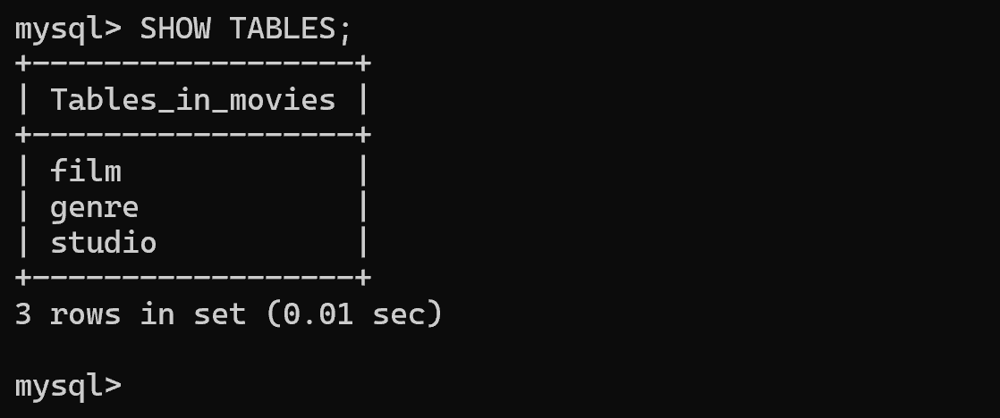 mysql> SHOW TABLES;
+------------------+
| Tables_in_movies |
+------------------+
| film             |
| genre            |
| studio           |
+------------------+
3 rows in set (0.01 sec)

mysql>